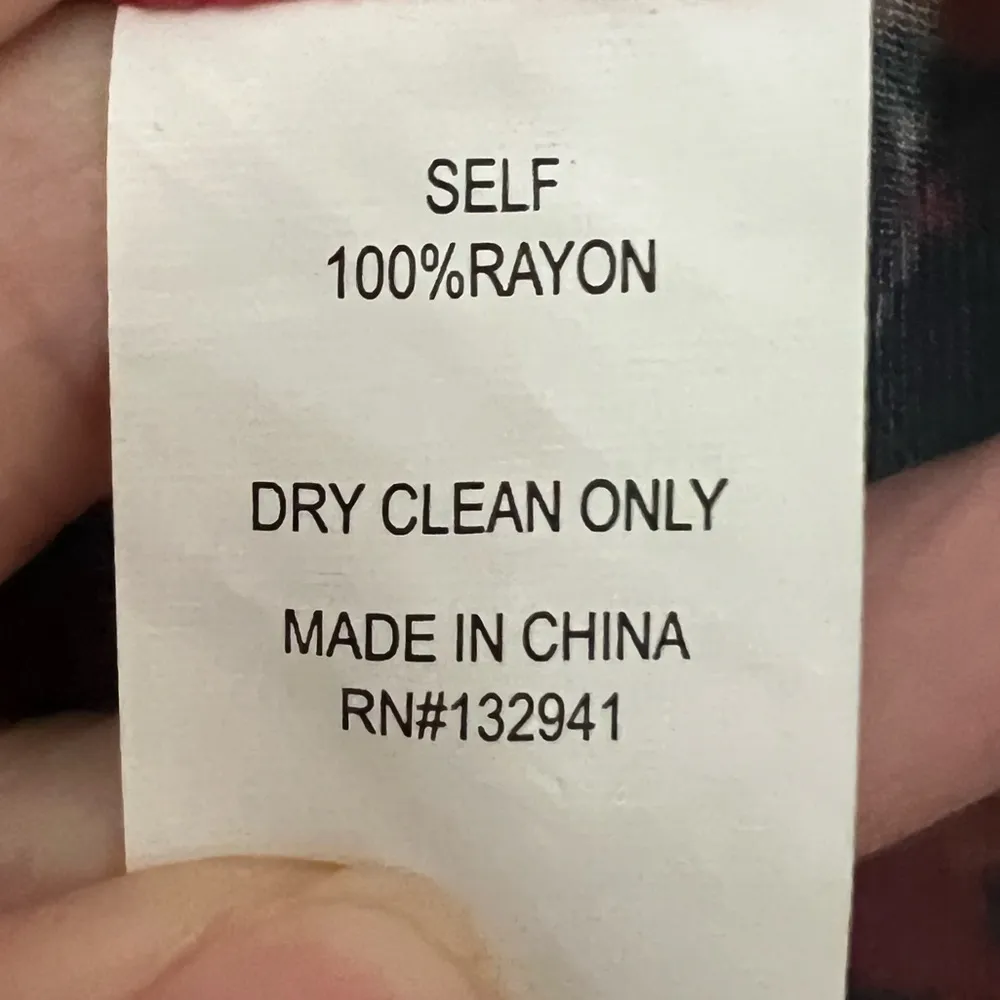 SELF
100%RAYON
DRY CLEAN ONLY
MADE IN CHINA
RN#132941